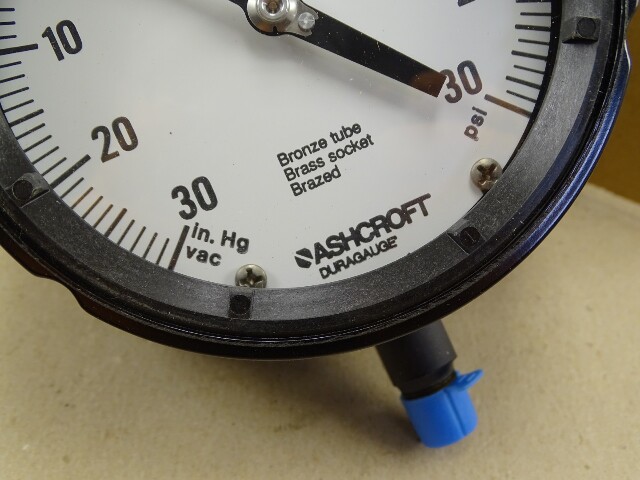 10
20
30
in. Hg
vac
Bronze tube
Brass socket
Brazed
30
psi
ASHCROFT
DURAGAUGE®